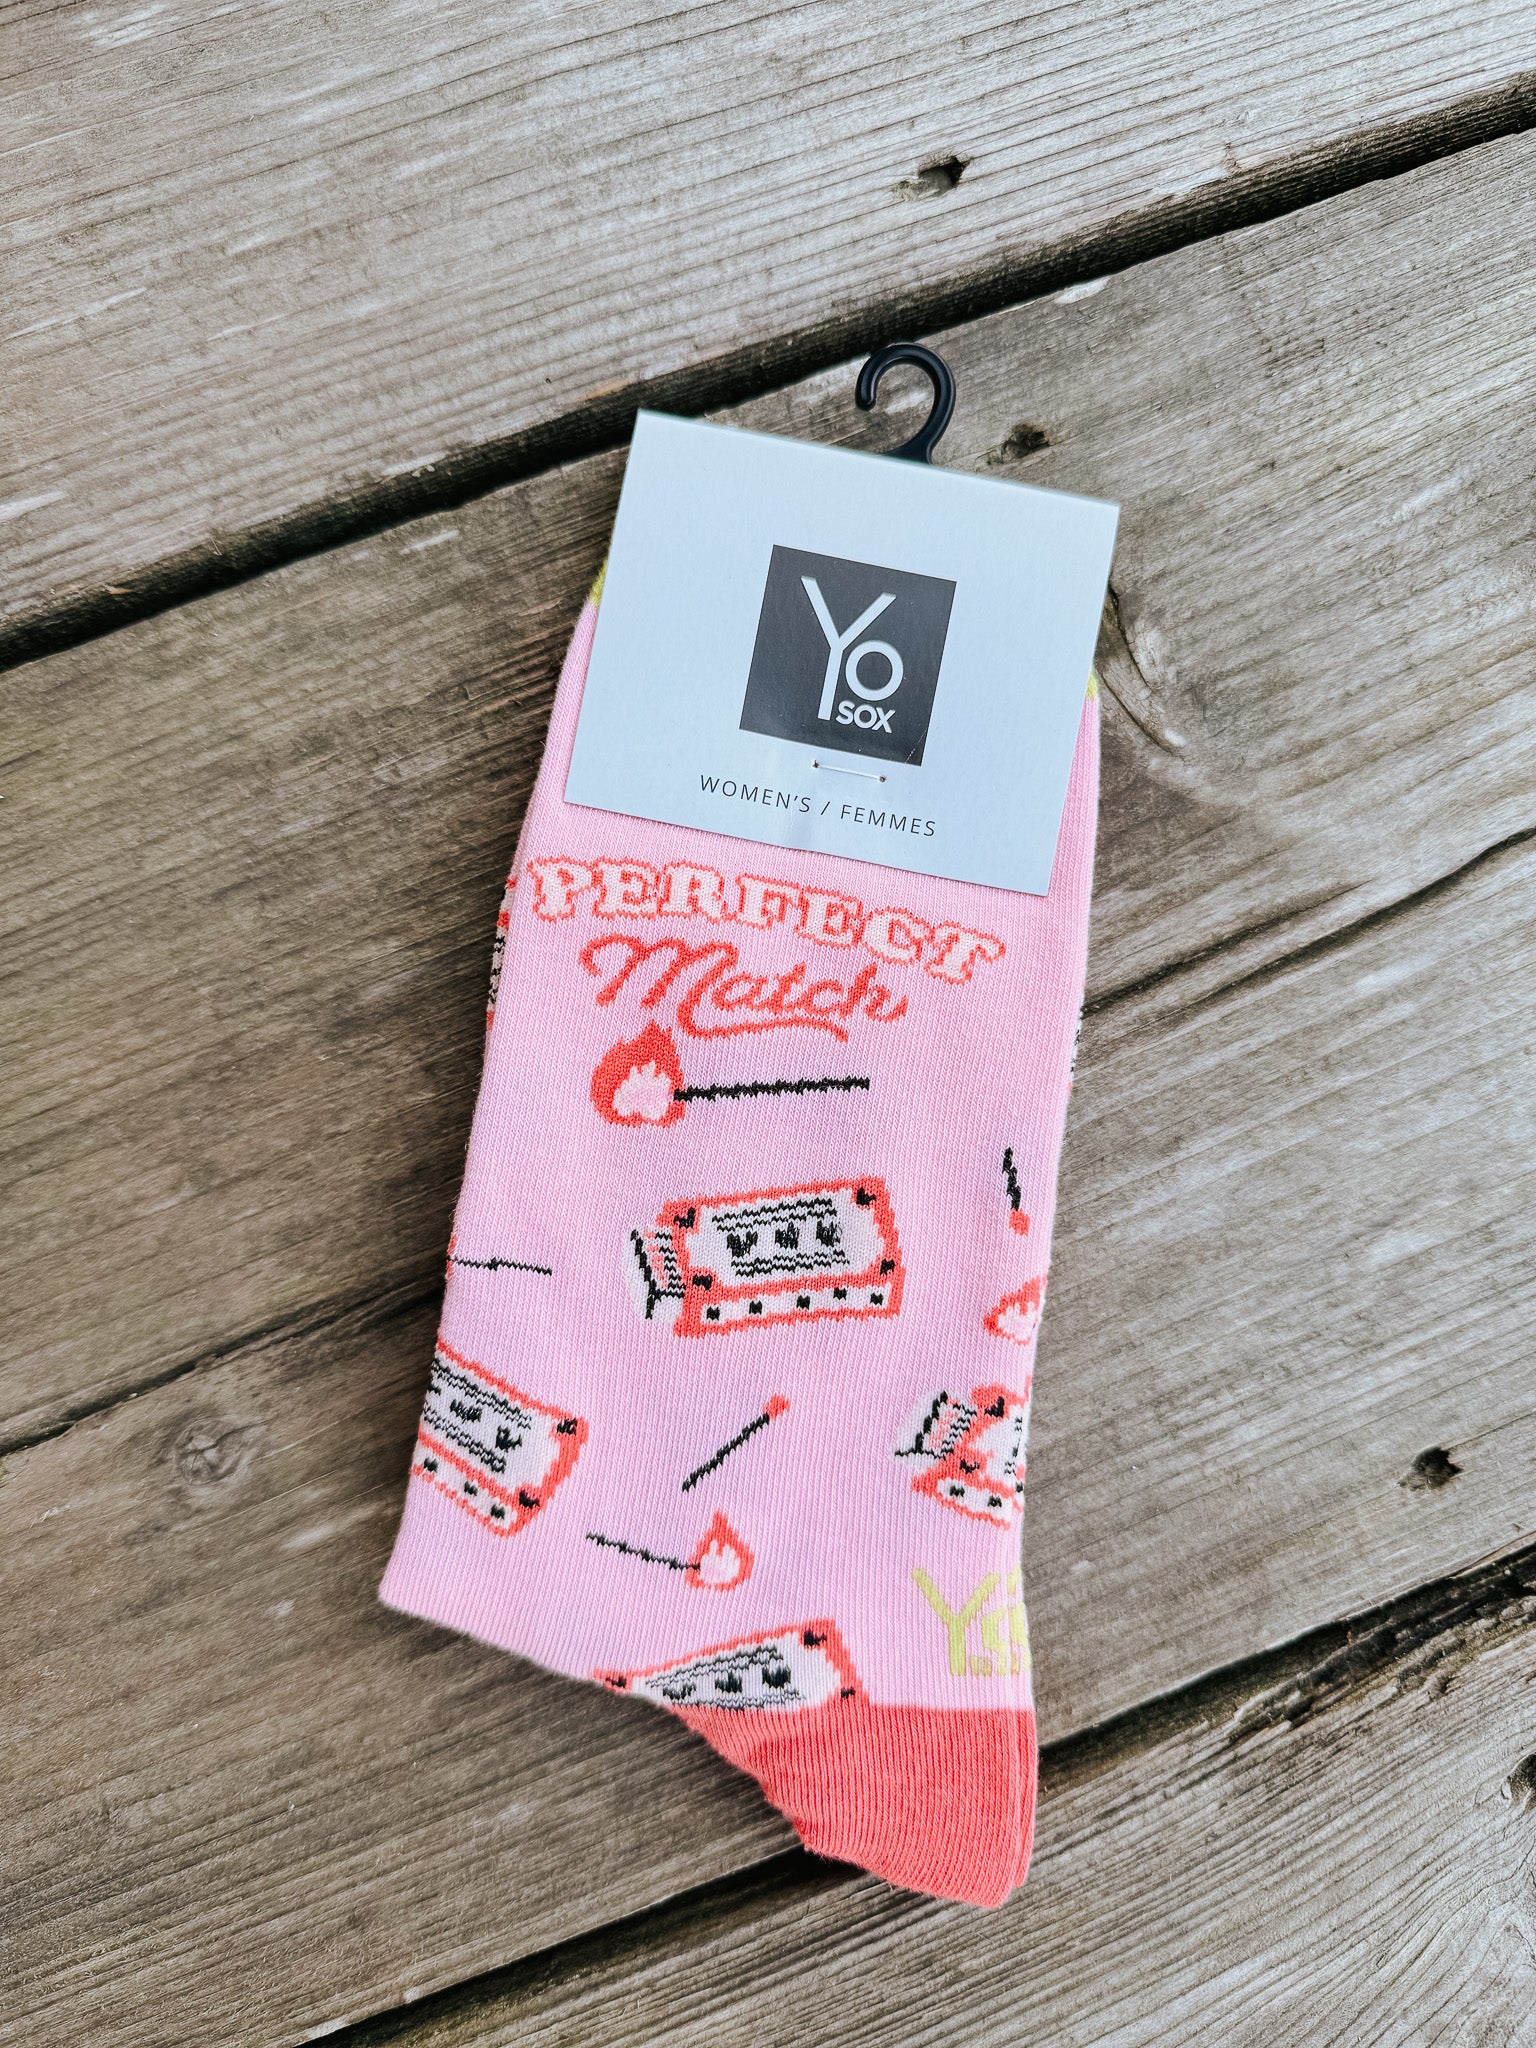 Yo
SOX
WOMEN'S / FEMMES
PERFECT
Match